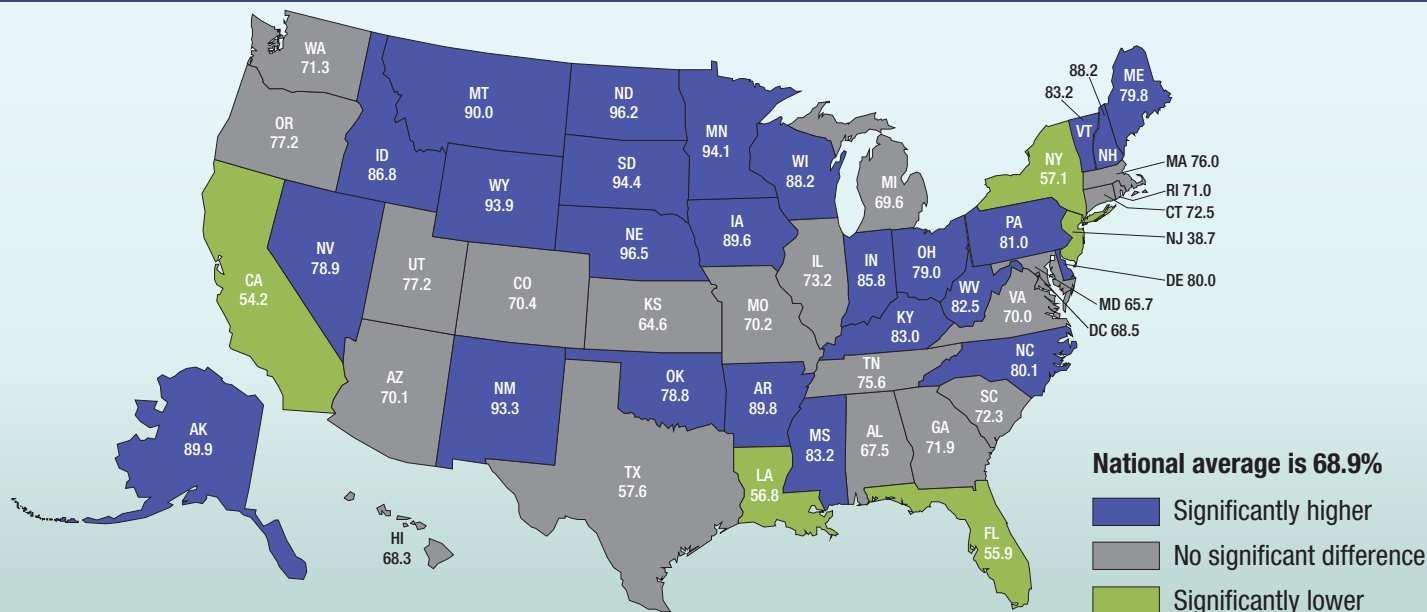 WA
71.3
OR
77.2
CA
54.2
ID
86.8
NV
78.9
MT
90.0
WY
93.9
UT
77.2
CO
70.4
AZ
70.1
NM
93.3
ND
96.2
SD
94.4
NE
96.5
KS
64.6
OK
78.8
TX
57.6
MN
94.1
IA
89.6
MO
70.2
AR
89.8
LA
56.8
WI
88.2
IL
73.2
MI
69.6
IN
85.8
OH
79.0
KY
83.0
TN
75.6
MS
83.2
AL
67.5
GA
71.9
FL
55.9
SC
72.3
NC
80.1
VA
70.0
WV
82.5
PA
81.0
NY
57.1
83.2
VT
88.2
NH
ME
79.8
MA 76.0
RI 71.0
CT 72.5
NJ 38.7
DE 80.0
MD 65.7
DC 68.5
AK
89.9
HI
68.3
National average is 68.9%
Significantly higher
No significant difference
Significantly lower